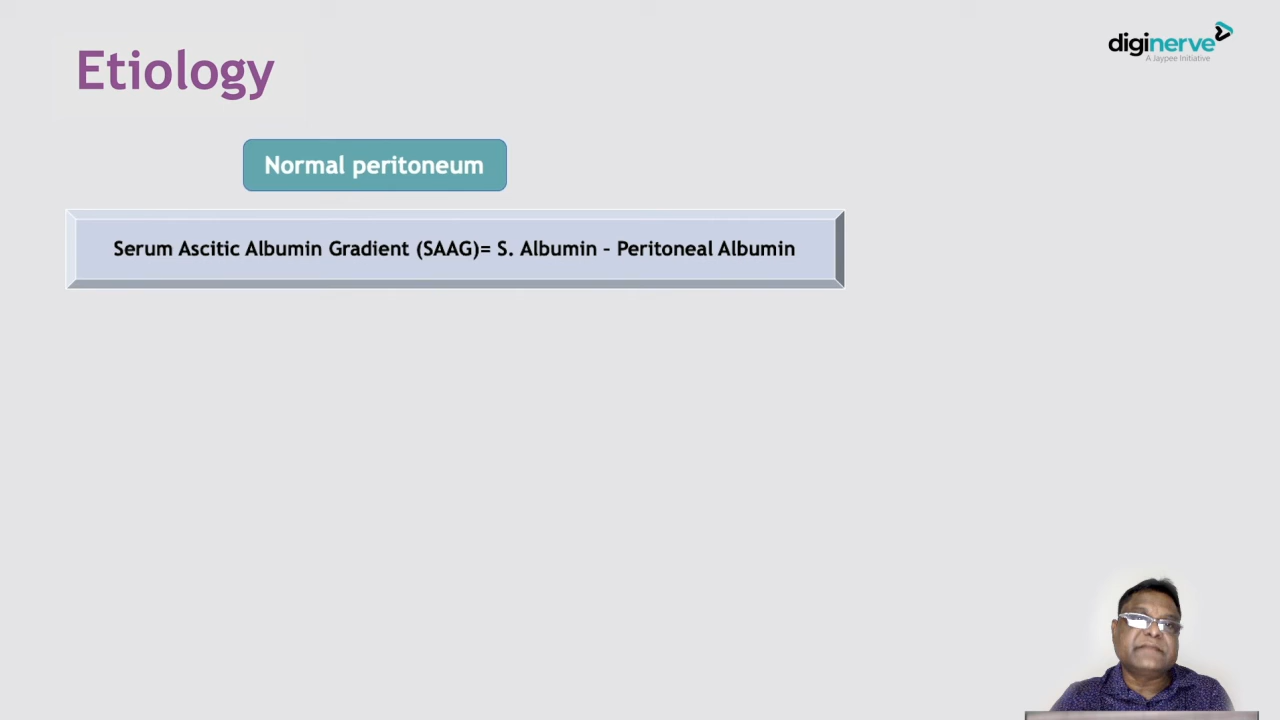 diginerve
A Jaypee Initiative
Etiology
Normal peritoneum
Serum Ascitic Albumin Gradient (SAAG)= S. Albumin – Peritoneal Albumin